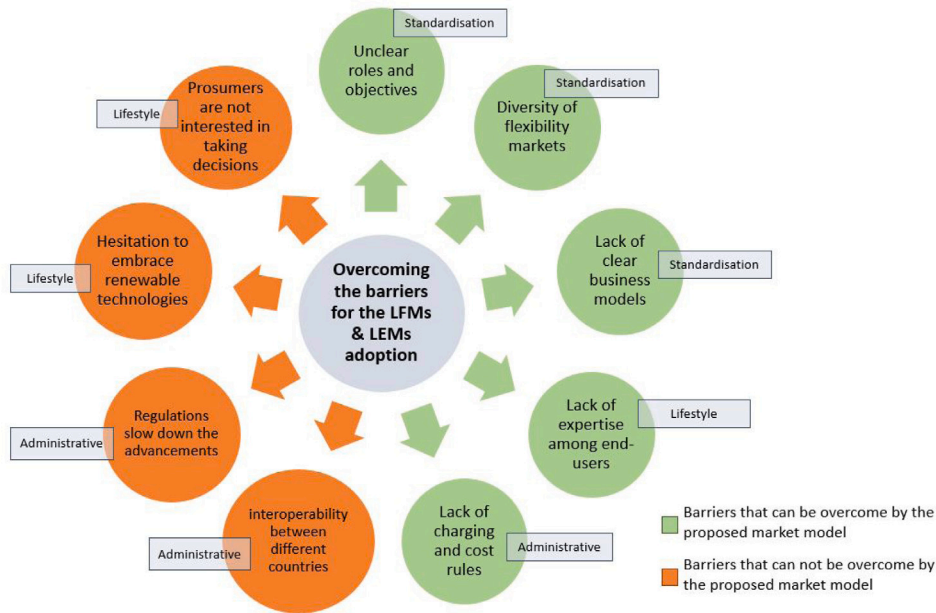 Standardisation
Unclear
roles and
objectives
Standardisation
Diversity of
flexibility
markets
Lack of
clear
business
models
Standardisation
Lack of
expertise
among end-
users
Lifestyle
Lack of
charging
and cost
rules
Administrative
interoperability
between
different
countries
Administrative
Regulations
slow down the
advancements
Administrative
Hesitation to
embrace
renewable
technologies
Lifestyle
Prosumers
are not
interested in
taking
decisions
Lifestyle
Overcoming
the barriers
for the LFMs
& LEMs
adoption
Barriers that can be overcome by the
proposed market model
Barriers that can not be overcome by
the proposed market model